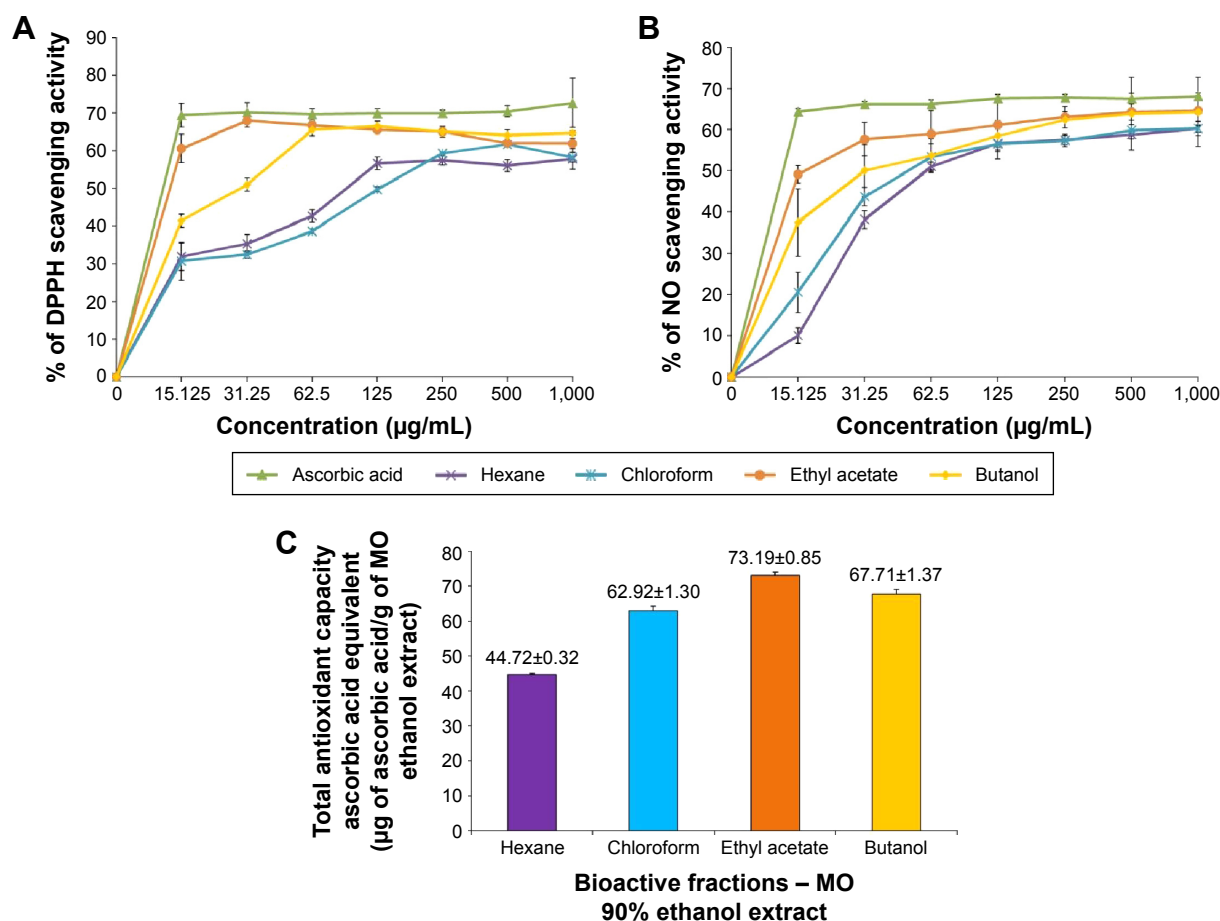 A
% of DPPH scavenging activity
90
80
70
60
50
40
30
20
10
0
0 15.125 31.25 62.5 125 250 500 1,000
Concentration (µg/mL)
B
% of NO scavenging activity
80
70
60
50
40
30
20
10
0
0 15.125 31.25 62.5 125 250 500 1,000
Concentration (µg/mL)
Ascorbic acid Hexane Chloroform Ethyl acetate Butanol
C
Total antioxidant capacity
ascorbic acid equivalent
(µg of ascorbic acid/g of MO
ethanol extract)
80
70
60
50
40
30
20
10
0
44.72±0.32
62.92±1.30
73.19±0.85
67.71±1.37
Hexane Chloroform Ethyl acetate Butanol
Bioactive fractions – MO
90% ethanol extract